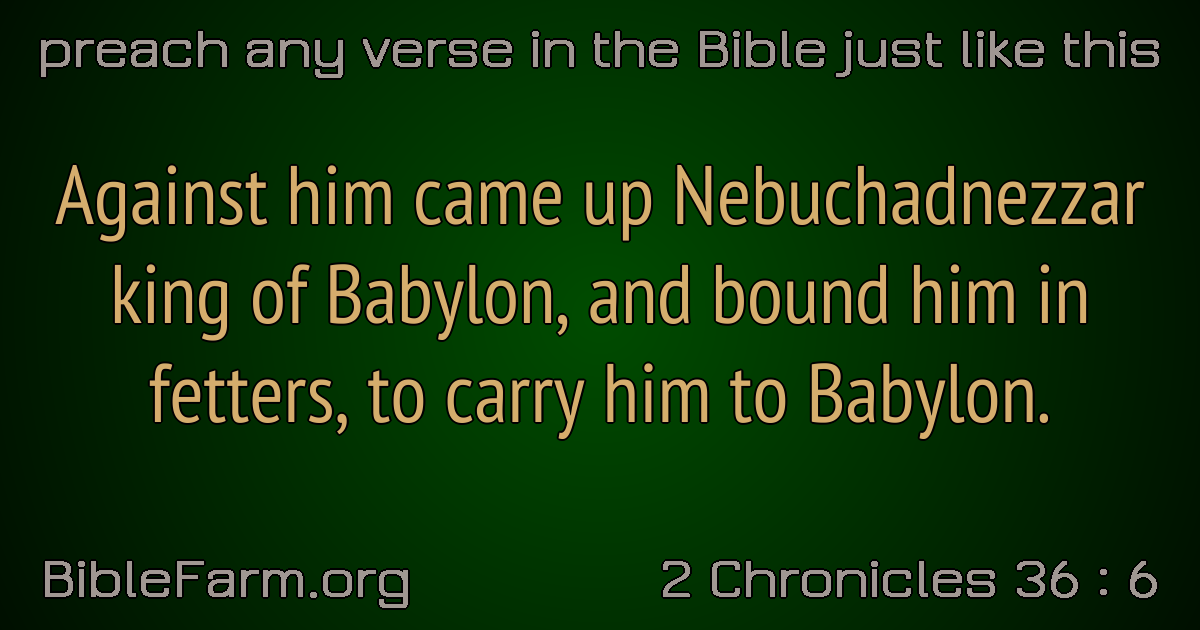 preach any verse in the Bible just like this
Against him came up Nebuchadnezzar
king of Babylon, and bound him in
fetters, to carry him to Babylon.
BibleFarm.org
2 Chronicles 36 : 6